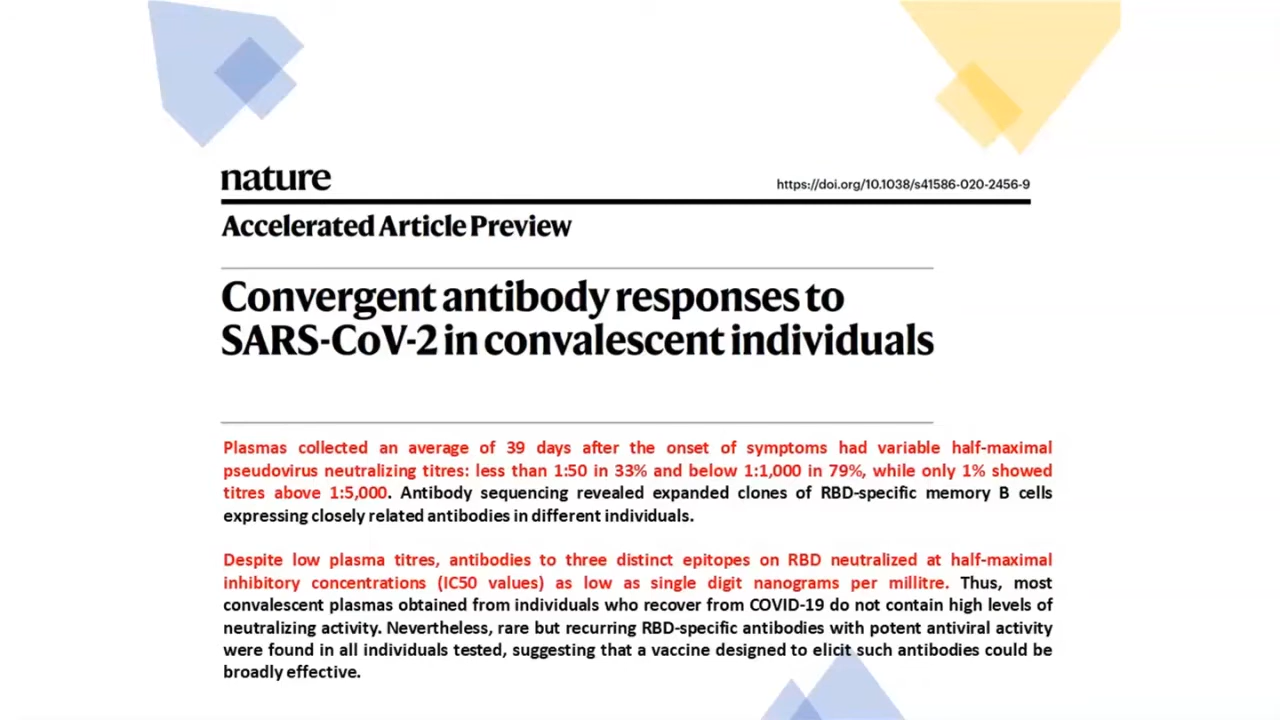 nature
https://doi.org/10.1038/s41586-020-2456-9
Accelerated Article Preview
Convergent antibody responses to
SARS-CoV-2 in convalescent individuals
Plasmas collected an average of 39 days after the onset of symptoms had variable half-maximal
pseudovirus neutralizing titres: less than 1:50 in 33% and below 1:1,000 in 79%, while only 1% showed
titres above 1:5,000. Antibody sequencing revealed expanded clones of RBD-specific memory B cells
expressing closely related antibodies in different individuals.
Despite low plasma titres, antibodies to three distinct epitopes on RBD neutralized at half-maximal
inhibitory concentrations (IC50 values) as low as single digit nanograms per millitre. Thus, most
convalescent plasmas obtained from individuals who recover from COVID-19 do not contain high levels of
neutralizing activity. Nevertheless, rare but recurring RBD-specific antibodies with potent antiviral activity
were found in all individuals tested, suggesting that a vaccine designed to elicit such antibodies could be
broadly effective.